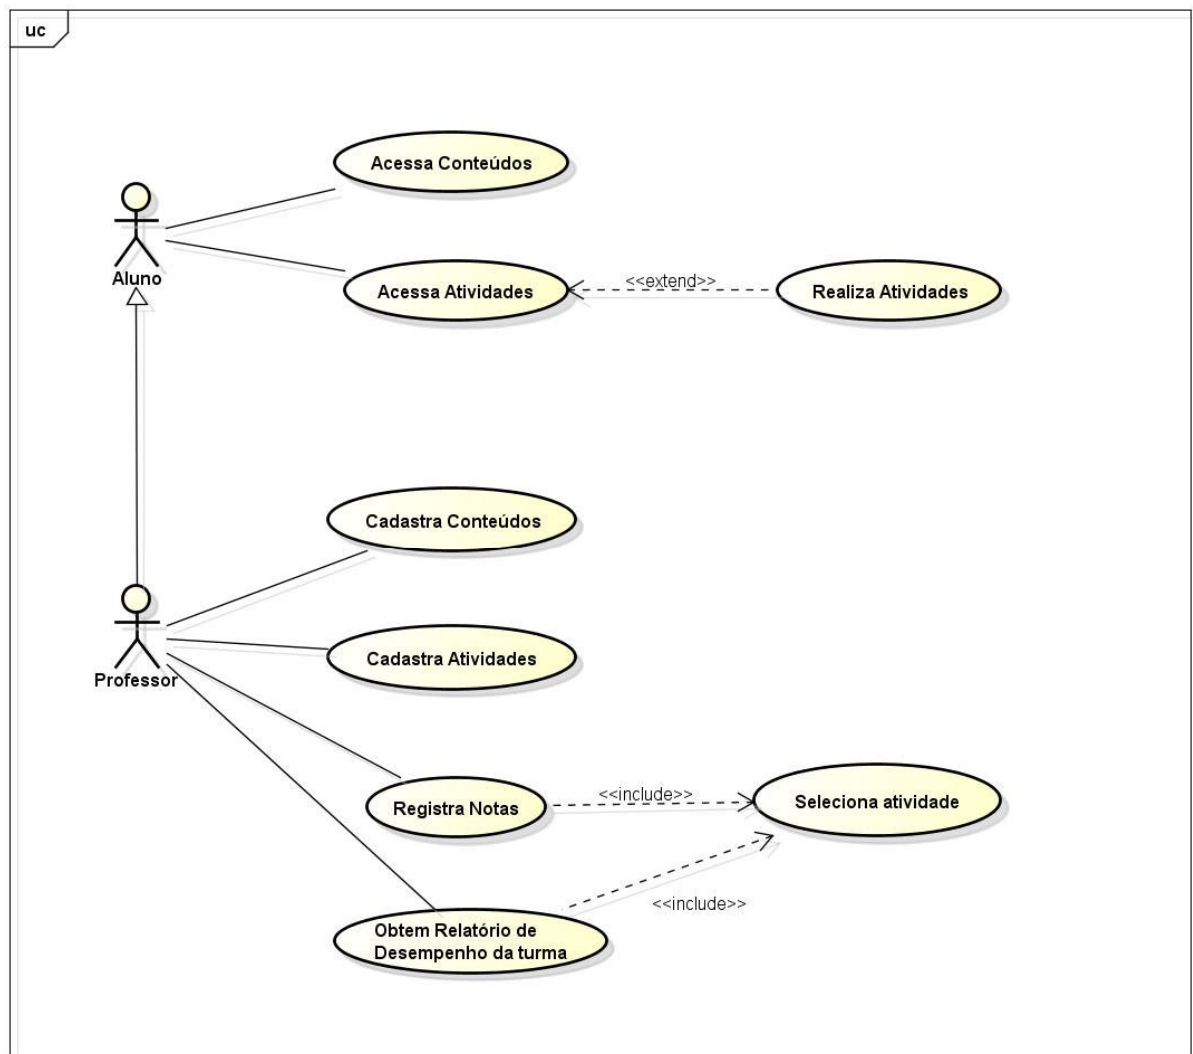 uc
Acessa Conteúdos
Aluno
Acessa Atividades
<<extend>>
Realiza Atividades
Cadastra Conteúdos
Cadastra Atividades
Professor
Registra Notas
<<include>>
Seleciona atividade
<<include>>
Obtem Relatório de
Desempenho da turma